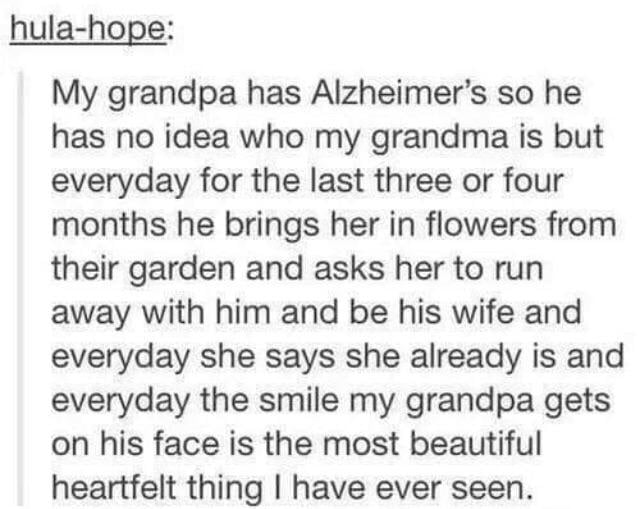 hula-hope:
My grandpa has Alzheimer's so he
has no idea who my grandma is but
everyday for the last three or four
months he brings her in flowers from
their garden and asks her to run
away with him and be his wife and
everyday she says she already is and
everyday the smile my grandpa gets
on his face is the most beautiful
heartfelt thing I have ever seen.